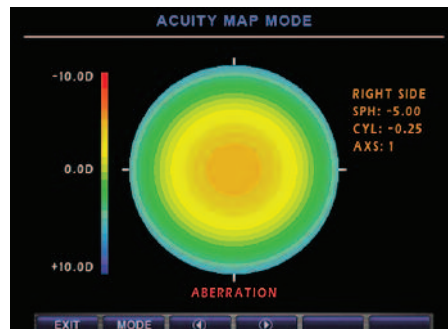 ACUITY MAP MODE
-10.0D
0.0D
+10.0D
RIGHT SIDE
SPH: -5.00
CYL: -0.25
AXS: 1
ABERRATION
EXIT MODE